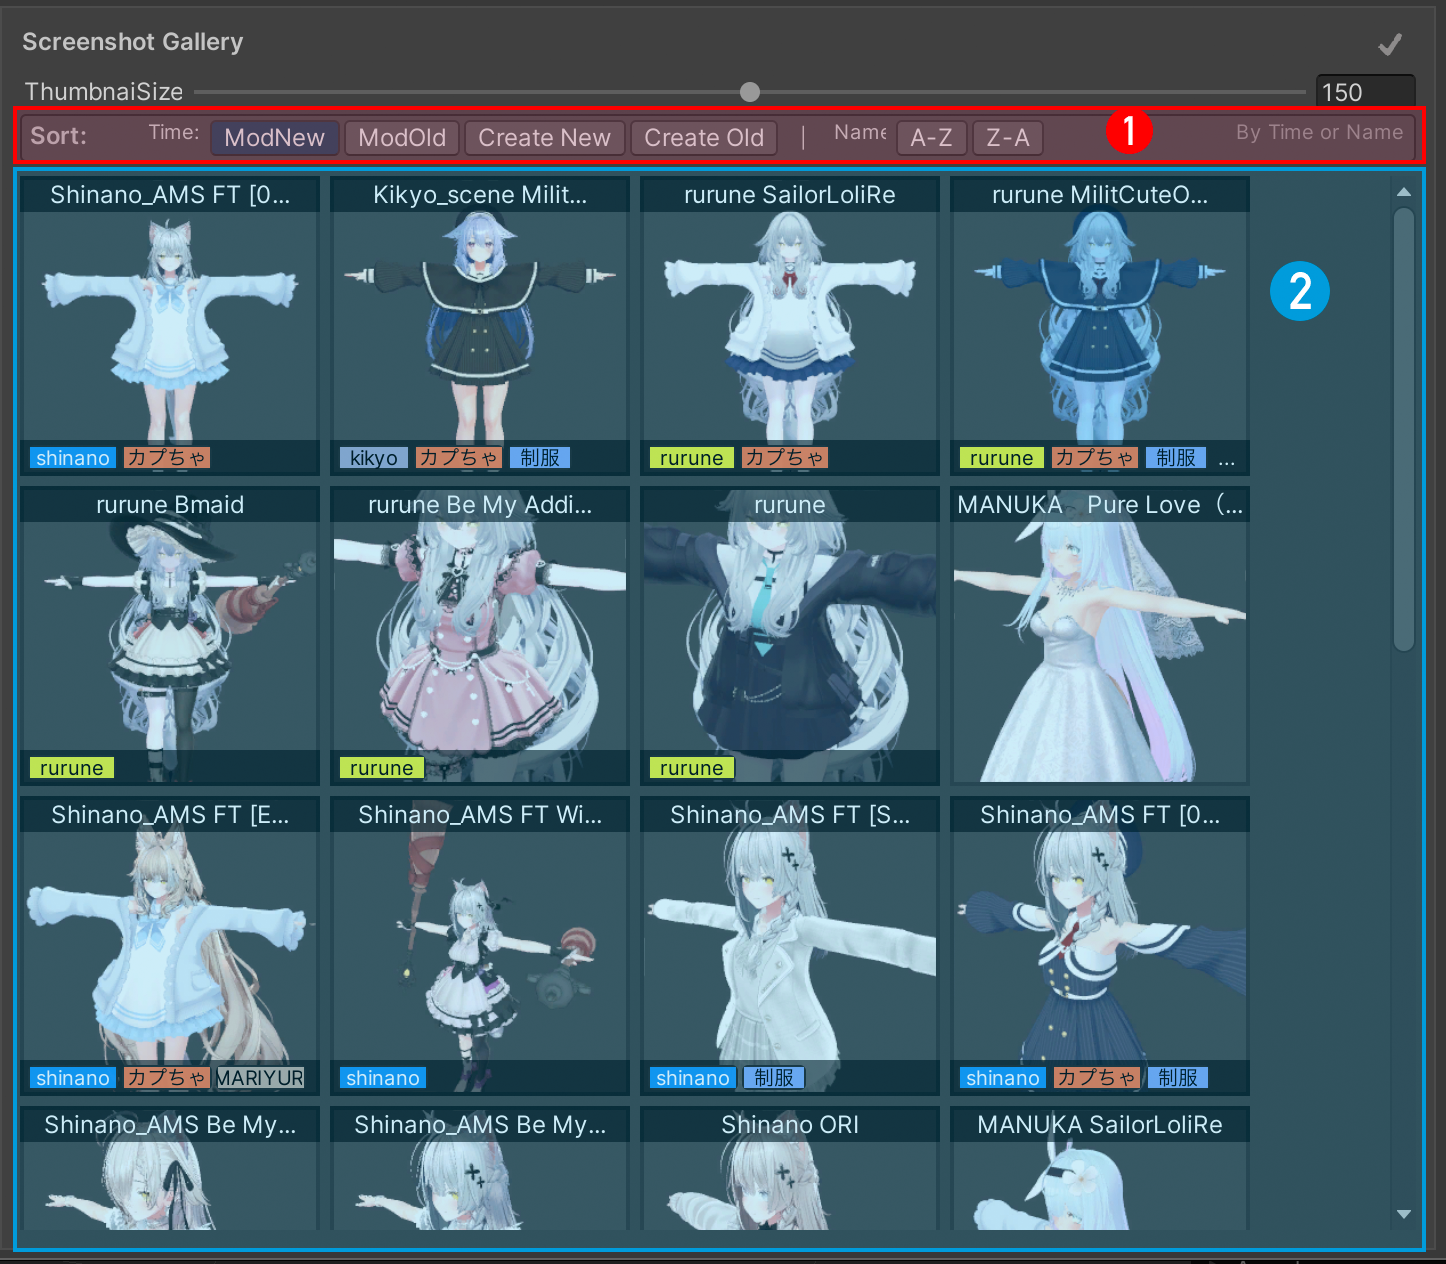 Screenshot Gallery
ThumbnaiSize 150
Sort: Time: ModNew ModOld Create New Create Old | Name A-Z Z-A 1 By Time or Name
Shinano_AMS FT [0... Kikyo_scene Milit... rurune SailorLoliRe rurune MilitCuteO...
2
shinano カプちゃ kikyo カプちゃ 制服 rurune カプちゃ rurune カプちゃ 制服 ...
rurune Bmaid rurune Be My Addi... rurune MANUKA　Pure Love（...
rurune rurune rurune
Shinano_AMS FT [E... Shinano_AMS FT Wi... Shinano_AMS FT [S... Shinano_AMS FT [0...
shinano カプちゃ MARIYUR shinano shinano 制服 shinano カプちゃ 制服
Shinano_AMS Be My... Shinano_AMS Be My... Shinano ORI MANUKA SailorLoliRe